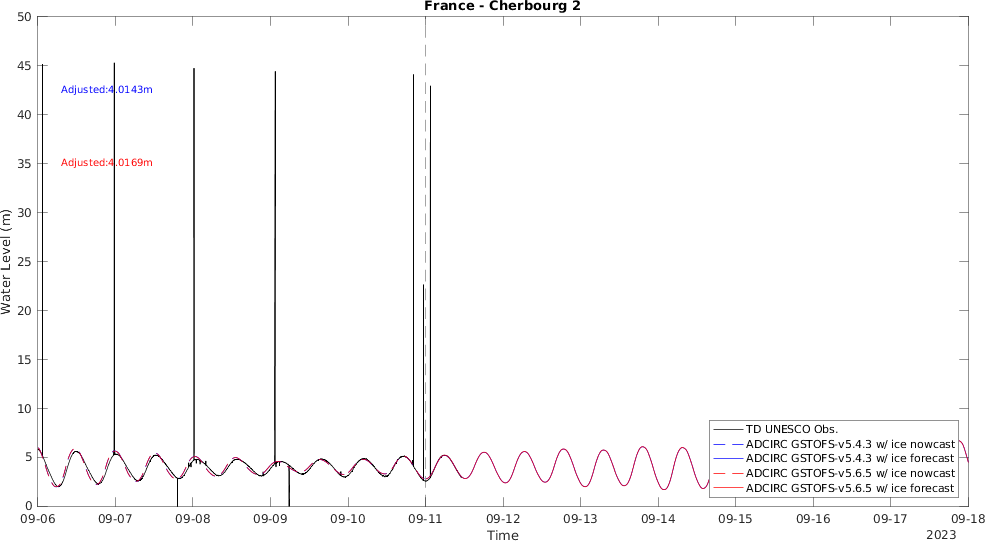 France - Cherbourg 2
50
45
40
35
30
25
20
15
10
5
0
Water Level (m)
Adjusted:4.0143m
Adjusted:4.0169m
TD UNESCO Obs.
ADCIRC GSTOFS-v5.4.3 w/ ice nowcast
ADCIRC GSTOFS-v5.4.3 w/ ice forecast
ADCIRC GSTOFS-v5.6.5 w/ ice nowcast
ADCIRC GSTOFS-v5.6.5 w/ ice forecast
09-06 09-07 09-08 09-09 09-10 09-11 09-12 09-13 09-14 09-15 09-16 09-17 09-18
Time
2023